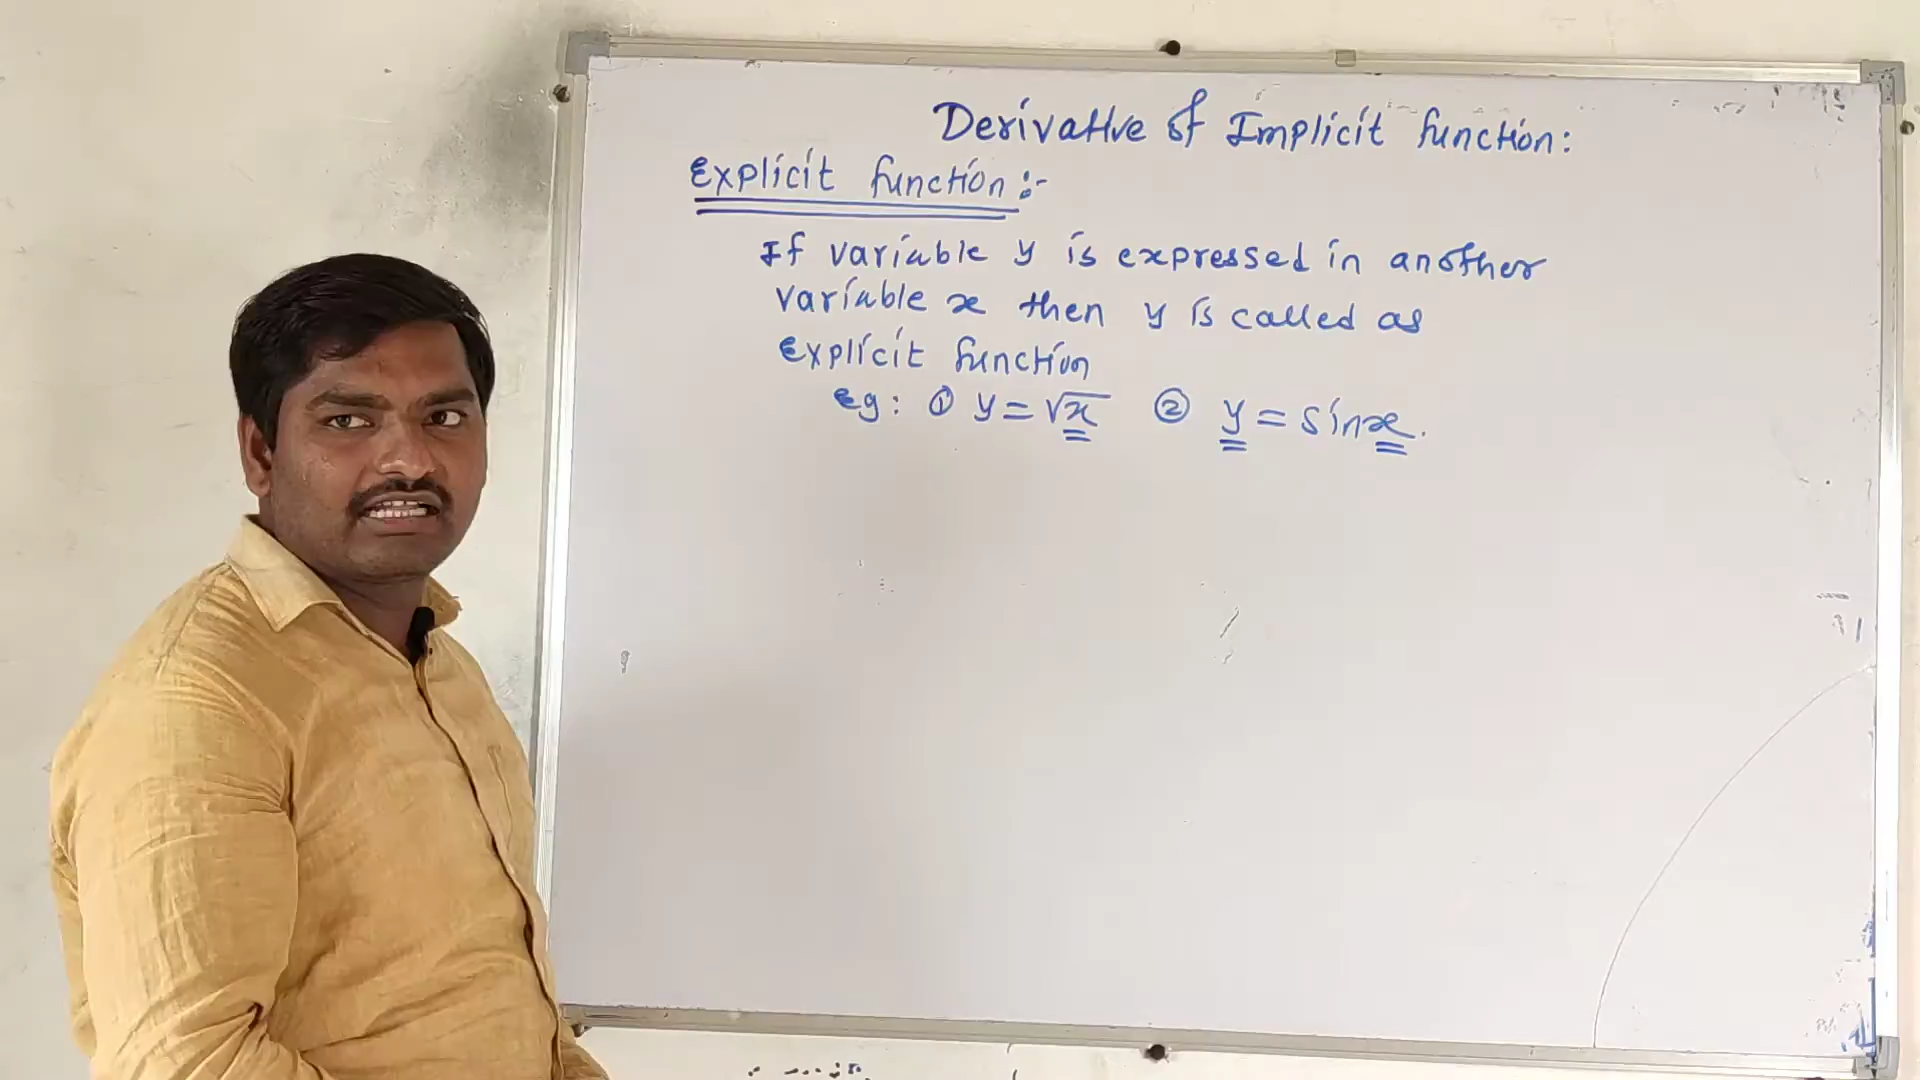 Derivative of Implicit function:
Explicit function :-
If variable y is expressed in another
variable x then y is called as
Explicit function
Eg: ① y = √x ② y = sinx.